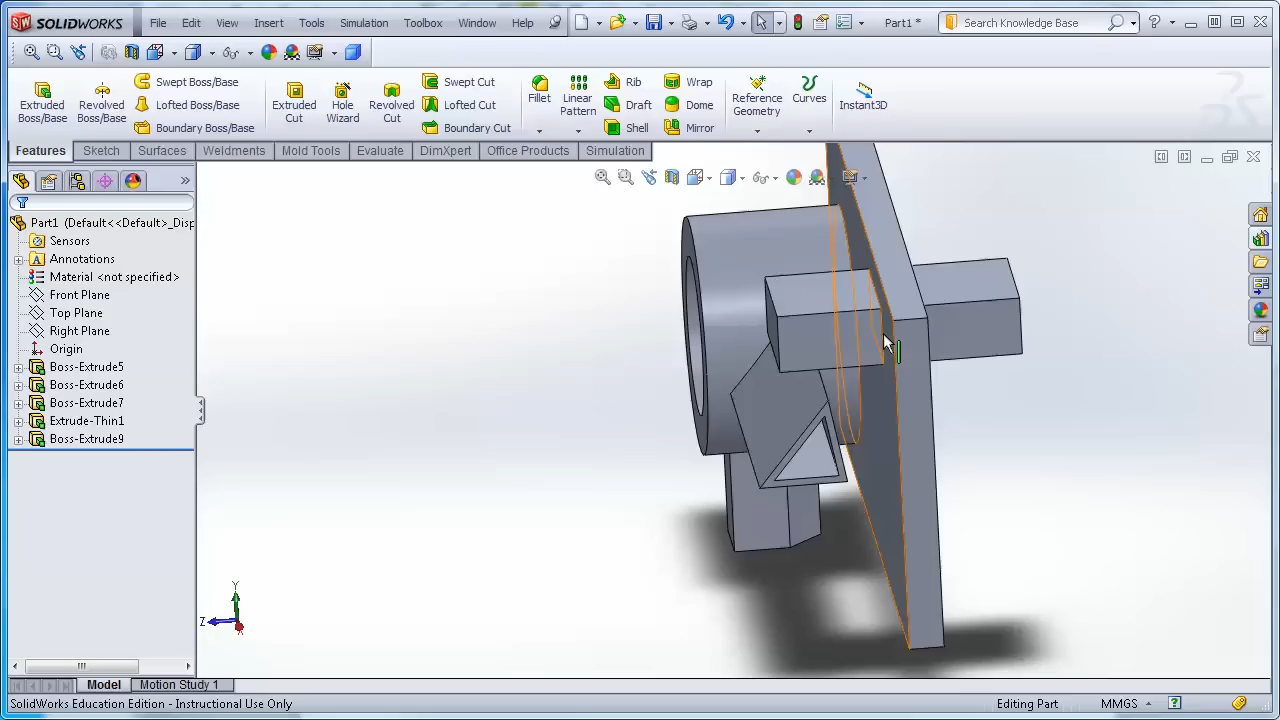 SOLIDWORKS File Edit View Insert Tools Simulation Toolbox Window Help Part1 * Search Knowledge Base ?
Extruded Boss/Base
Revolved Boss/Base
Swept Boss/Base
Lofted Boss/Base
Boundary Boss/Base
Extruded Cut
Hole Wizard
Revolved Cut
Swept Cut
Lofted Cut
Boundary Cut
Fillet
Linear Pattern
Rib
Draft
Shell
Wrap
Dome
Mirror
Reference Geometry
Curves
Instant3D
Features Sketch Surfaces Weldments Mold Tools Evaluate DimXpert Office Products Simulation
Part1 (Default<<Default>_Disp
Sensors
Annotations
Material <not specified>
Front Plane
Top Plane
Right Plane
Origin
Boss-Extrude5
Boss-Extrude6
Boss-Extrude7
Extrude-Thin1
Boss-Extrude9
Y
Z
X
Model Motion Study 1
SolidWorks Education Edition - Instructional Use Only Editing Part MMGS ?